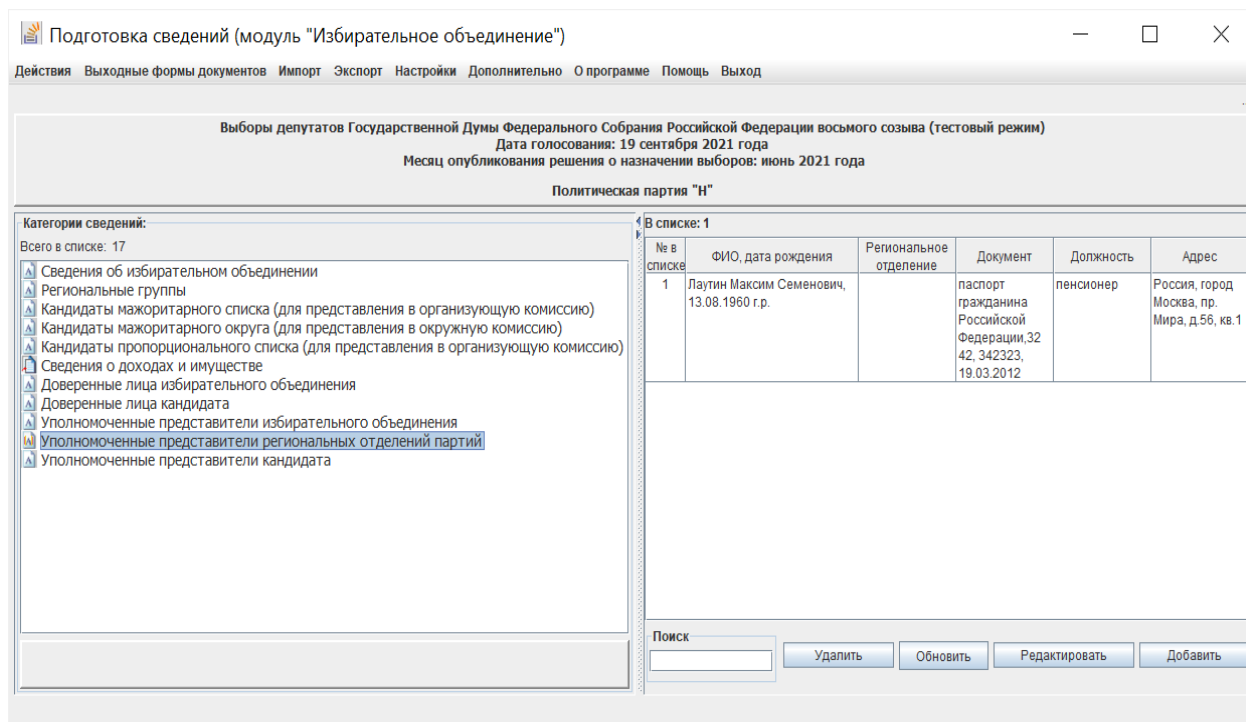 Подготовка сведений (модуль "Избирательное объединение")
Действия Выходные формы документов Импорт Экспорт Настройки Дополнительно О программе Помощь Выход
Выборы депутатов Государственной Думы Федерального Собрания Российской Федерации восьмого созыва (тестовый режим)
Дата голосования: 19 сентября 2021 года
Месяц опубликования решения о назначении выборов: июнь 2021 года
Политическая партия "Н"
Категории сведений:
Всего в списке: 17
Сведения об избирательном объединении
Региональные группы
Кандидаты мажоритарного списка (для представления в организующую комиссию)
Кандидаты мажоритарного округа (для представления в окружную комиссию)
Кандидаты пропорционального списка (для представления в организующую комиссию)
Сведения о доходах и имуществе
Доверенные лица избирательного объединения
Доверенные лица кандидата
Уполномоченные представители избирательного объединения
Уполномоченные представители региональных отделений партий
Уполномоченные представители кандидата
В списке: 1
№ в
списке
ФИО, дата рождения
Региональное
отделение
Документ
Должность
Адрес
1
Лаутин Максим Семенович,
13.08.1960 г.р.
паспорт
гражданина
Российской
Федерации,32
42, 342323,
19.03.2012
пенсионер
Россия, город
Москва, пр.
Мира, д.56, кв.1
Поиск
Удалить
Обновить
Редактировать
Добавить